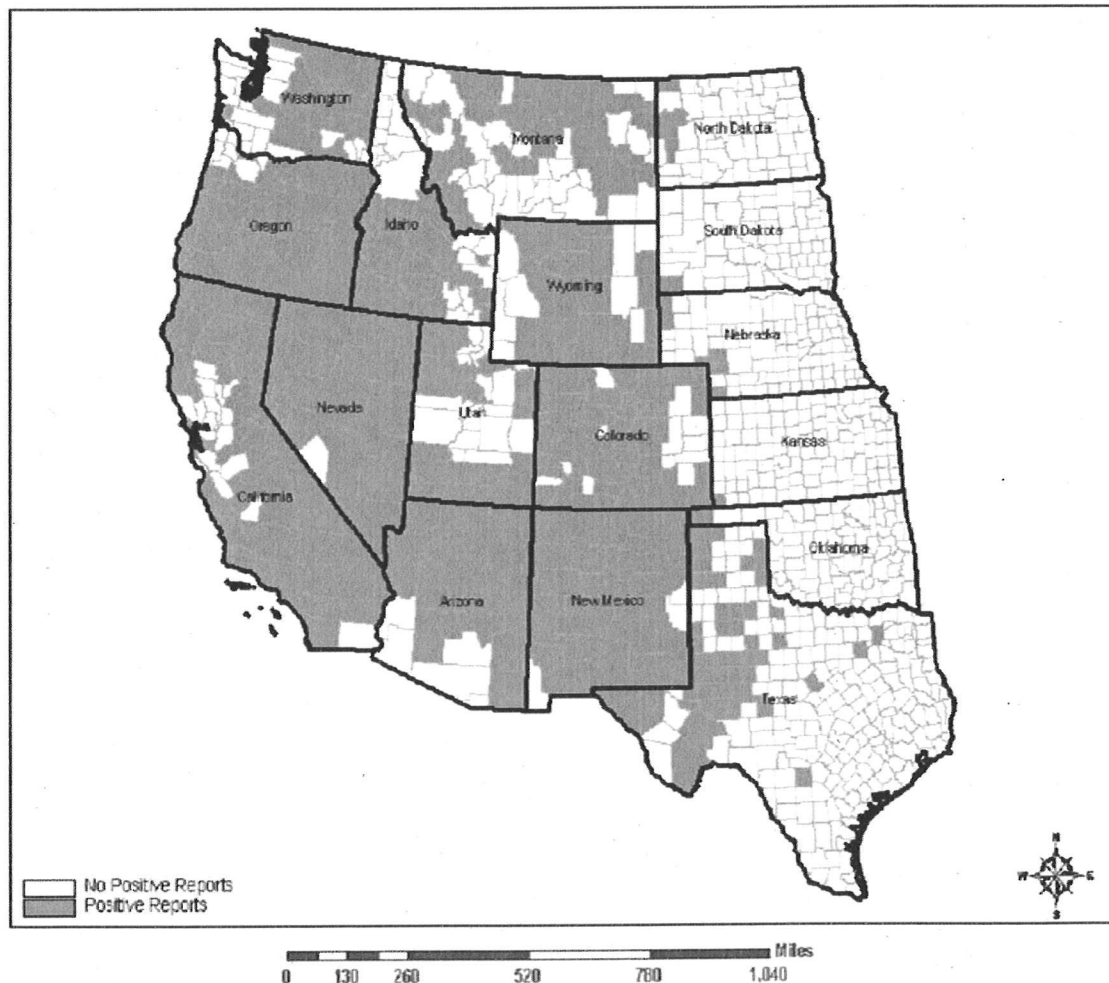 Washington
Montana
North Dakota
Oregon
Idaho
South Dakota
Wyoming
Nebraska
Nevada
Utah
Colorado
Kansas
California
Oklahoma
Arizona
New Mexico
Texas
No Positive Reports
Positive Reports
N
W E
S
Miles
0 130 260 520 780 1,040